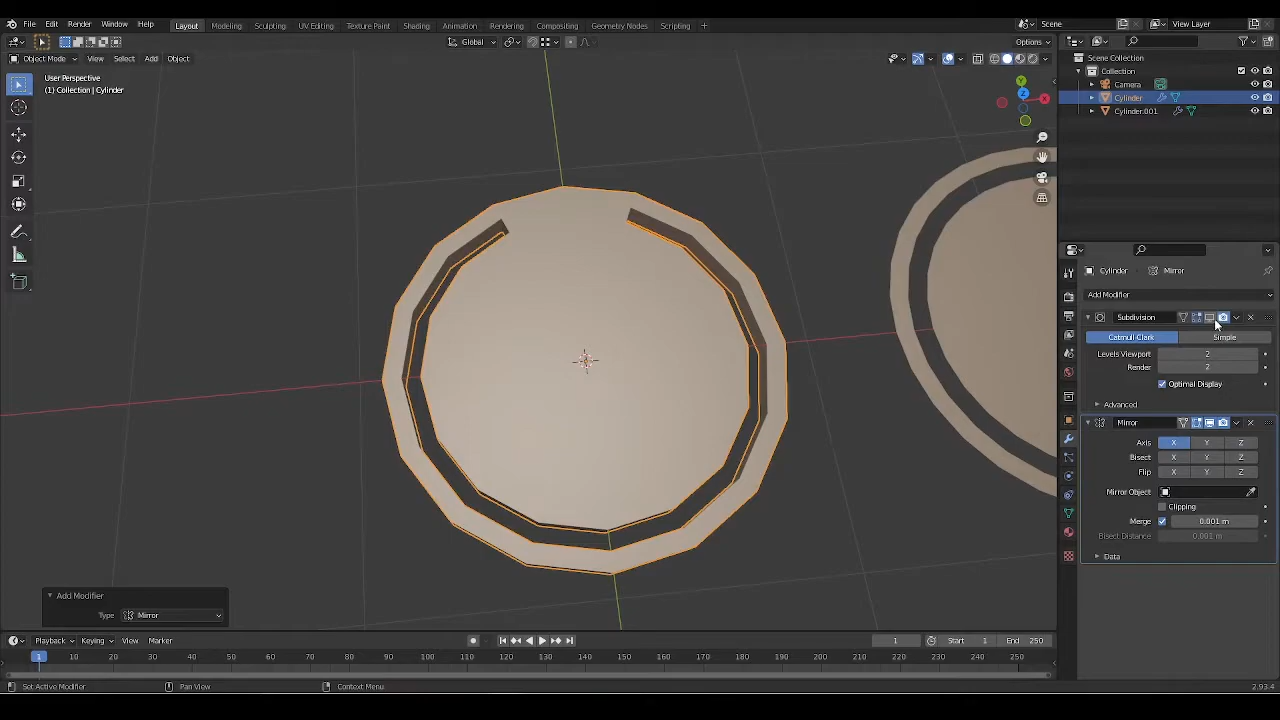 File Edit Render Window Help Layout Modeling Sculpting UV Editing Texture Paint Shading Animation Rendering Compositing Geometry Nodes Scripting + Scene View Layer
Global Options
Object Mode View Select Add Object
User Perspective
(1) Collection | Cylinder
Scene Collection
Collection
Camera
Cylinder
Cylinder.001
Y
Z
X
Cylinder Mirror
Add Modifier
Subdivision
Catmull-Clark Simple
Levels Viewport 2
Render 2
Optimal Display
Advanced
Mirror
Axis X Y Z
Bisect X Y Z
Flip X Y Z
Mirror Object
Clipping
Merge 0.001 m
Bisect Distance 0.001 m
Data
Add Modifier
Type Mirror
Playback Keying View Marker 1 Start 1 End 250
1 10 20 30 40 50 60 70 80 90 100 110 120 130 140 150 160 170 180 190 200 210 220 230 240 250
Set Active Modifier Pan View Context Menu 2.93.4